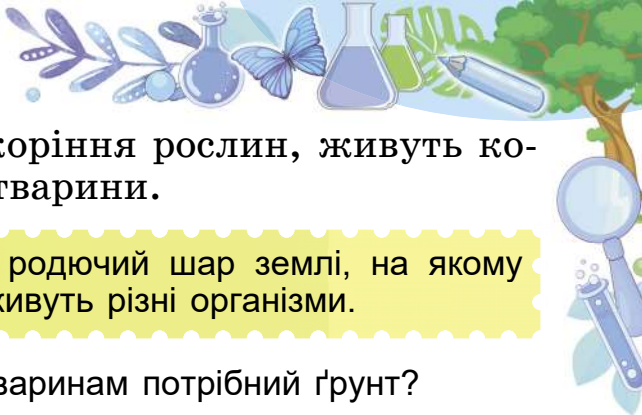 коріння рослин, живуть ко-
тварини.
родючий шар землі, на якому
живуть різні організми.
варинам потрібний ґрунт?